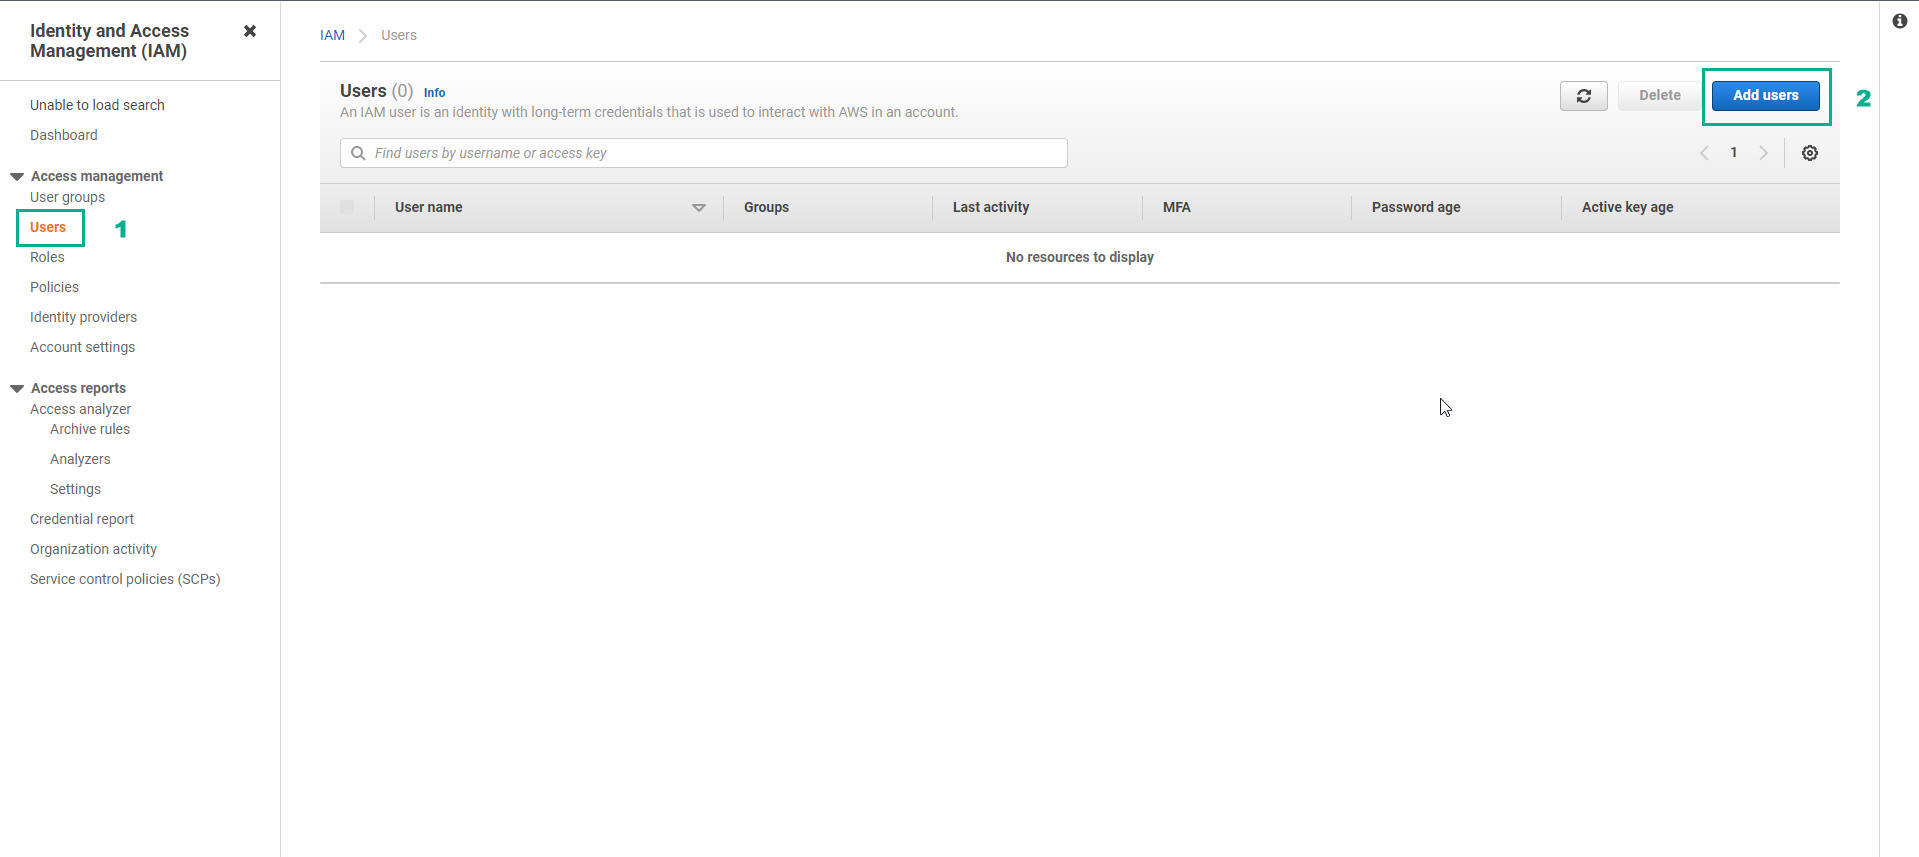 Identity and Access
Management (IAM)
Unable to load search
Dashboard
Access management
User groups
Users
1
Roles
Policies
Identity providers
Account settings
Access reports
Access analyzer
Archive rules
Analyzers
Settings
Credential report
Organization activity
Service control policies (SCPs)
IAM Users
Users (0) Info
An IAM user is an identity with long-term credentials that is used to interact with AWS in an account.
Delete
Add users
2
Find users by username or access key
1
User name Groups Last activity MFA Password age Active key age
No resources to display